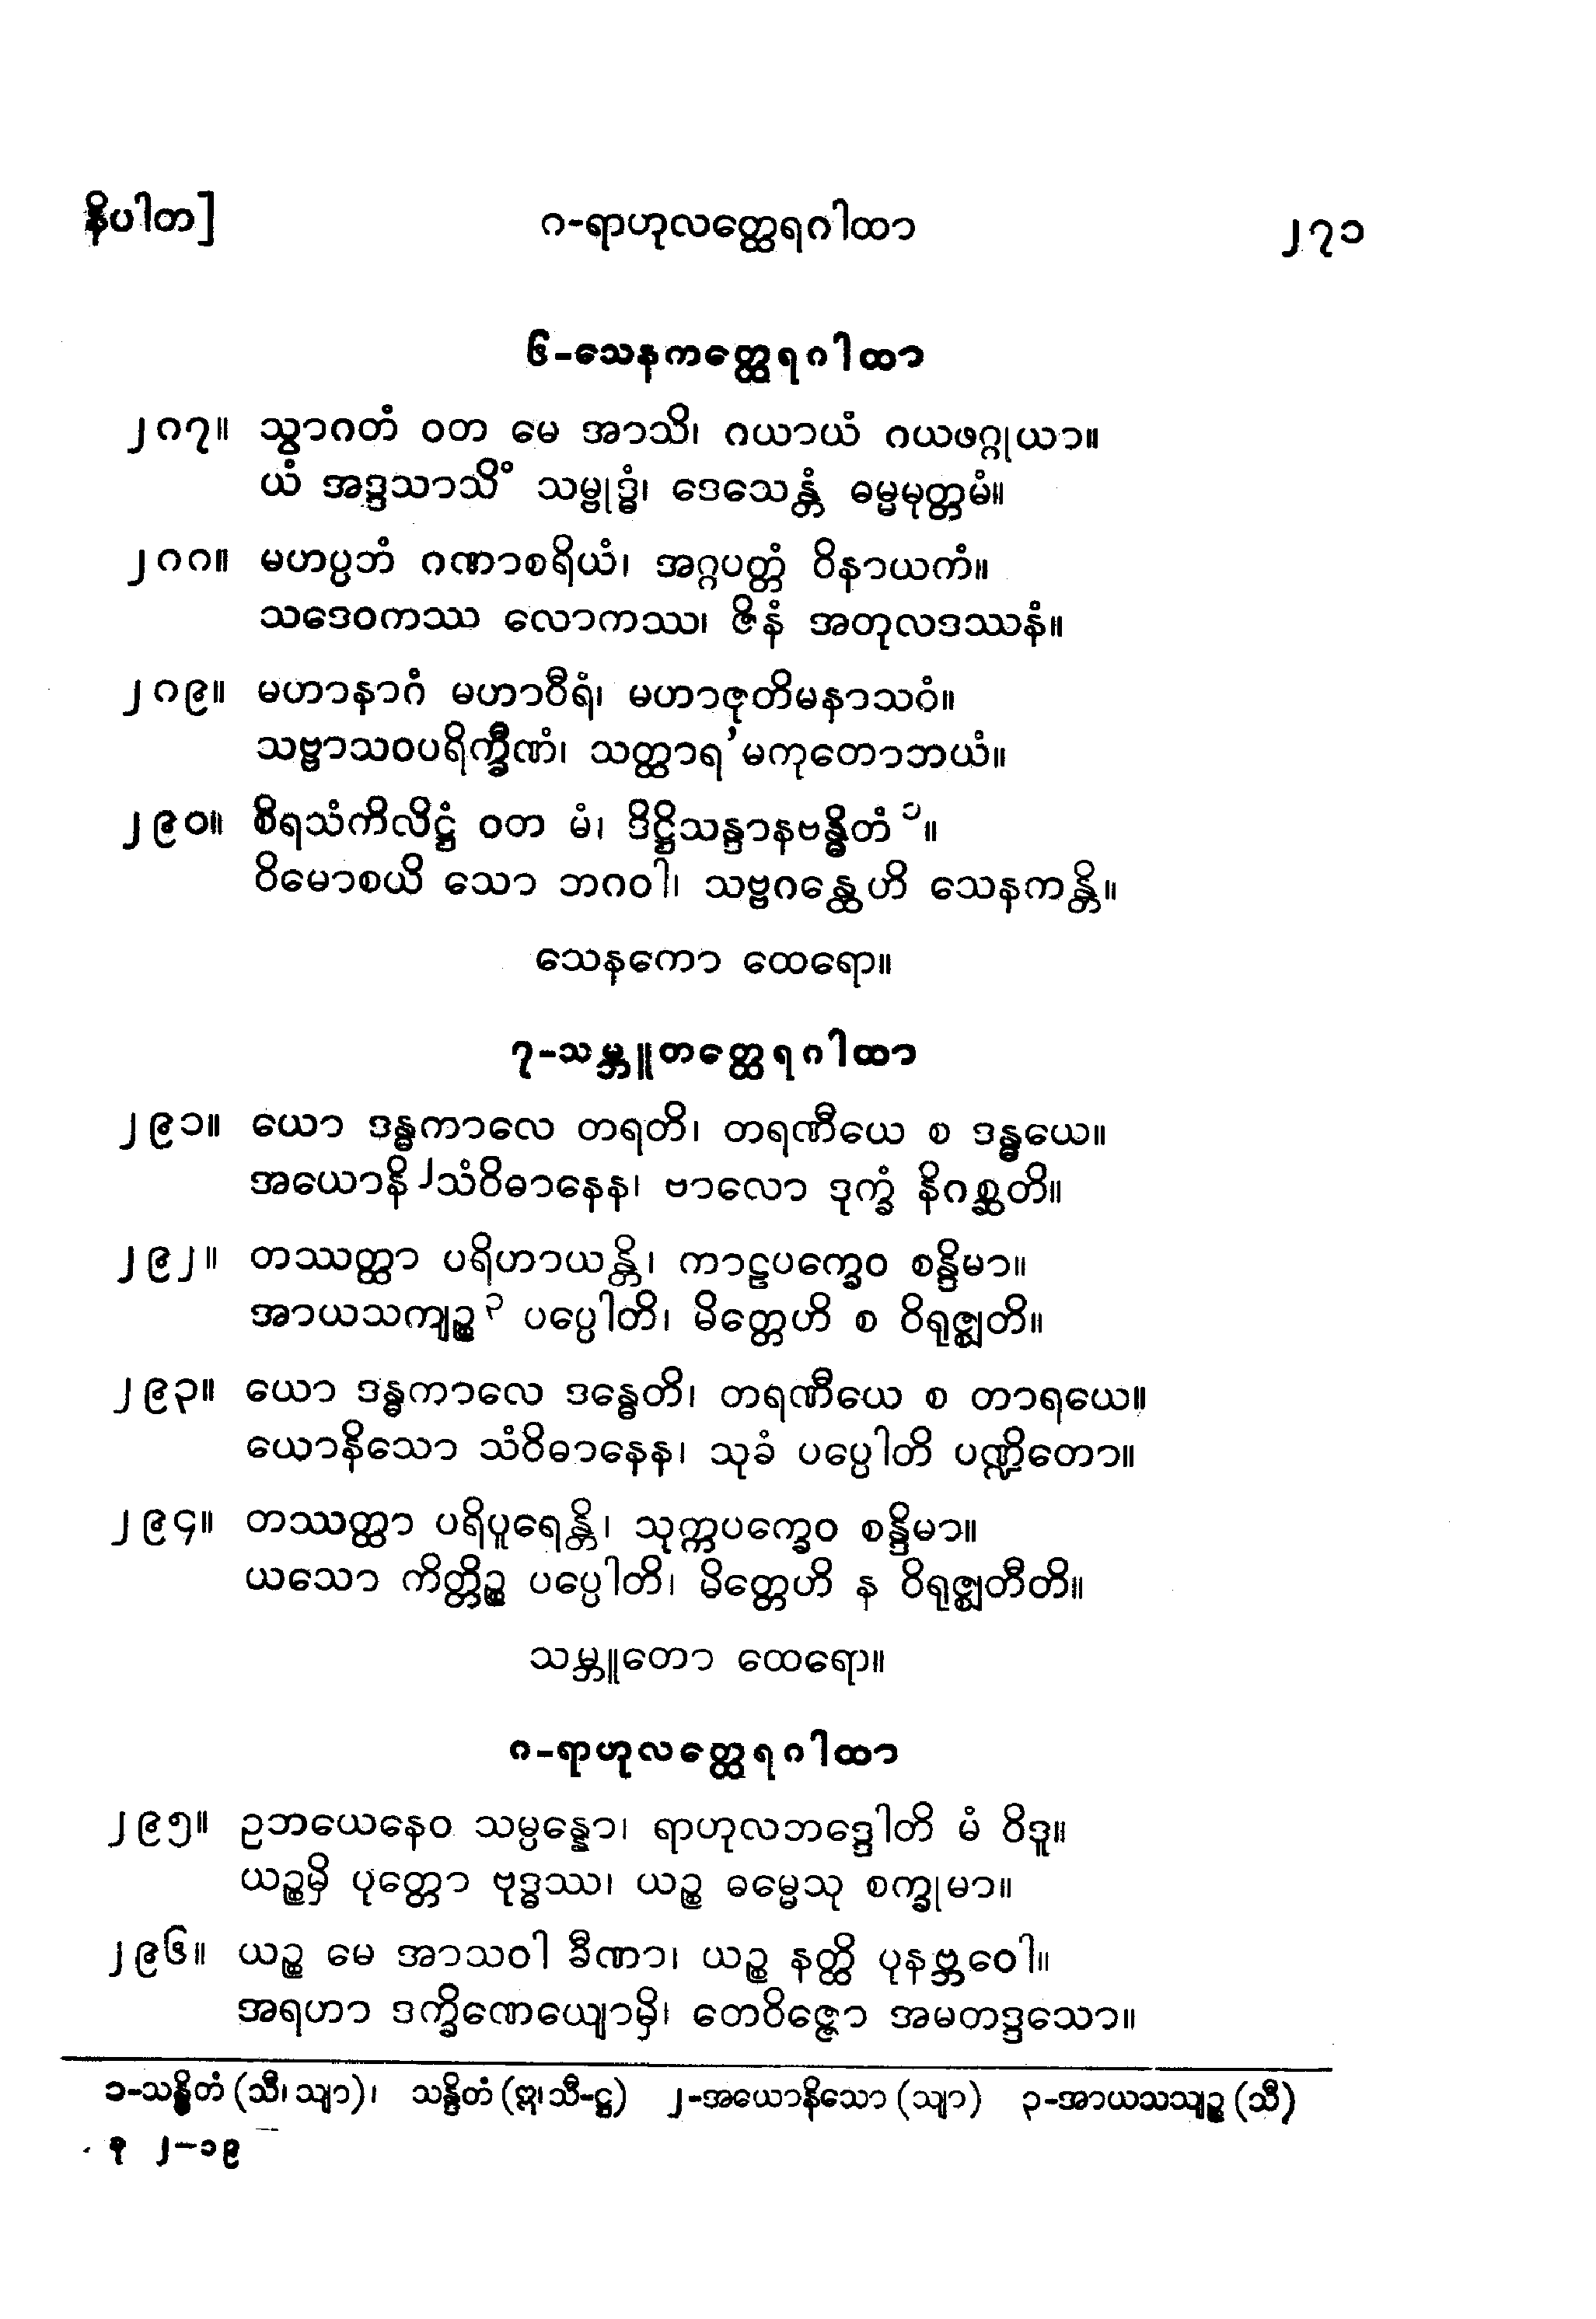 နိပါတ]
၈-ရာဟုလတ္ထေရဂါထာ
၂၇၁
၆-သေနကတ္ထေရဂါထာ
၂၈၇။ သွာဂတံ ဝတ မေ အာသိ၊ ဂယာယံ ဂယဖဂ္ဂုယာ။
ယံ အဒ္ဒသာသိံ သမ္ဗုဒ္ဓံ၊ ဒေသေန္တံ ဓမ္မမုတ္တမံ။
၂၈၈။ မဟပ္ပဘံ ဂဏာစရိယံ၊ အဂ္ဂပတ္တံ ဝိနာယကံ။
သဒေဝကဿ လောကဿ၊ ဇိနံ အတုလဒဿနံ။
၂၈၉။ မဟာနာဂံ မဟာဝီရံ၊ မဟာဇုတိမနာသဝံ။
သဗ္ဗာသဝပရိက္ခီဏံ၊ သတ္ထာရ'မကုတောဘယံ။
၂၉၀။ စိရသံကိလိဋ္ဌံ ဝတ မံ၊ ဒိဋ္ဌိသန္ဒာနဗန္ဓိတံ ၁။
ဝိမောစယိ သော ဘဂဝါ၊ သဗ္ဗဂန္ထေဟိ သေနကန္တိ။
သေနကော ထေရော။
၇-သမ္ဘူတတ္ထေရဂါထာ
၂၉၁။ ယော ဒန္ဓကာလေ တရတိ၊ တရဏီယေ စ ဒန္ဓယေ။
အယောနိ ၂သံဝိဓာနေန၊ ဗာလော ဒုက္ခံ နိဂစ္ဆတိ။
၂၉၂။ တဿတ္ထာ ပရိဟာယန္တိ၊ ကာဠပက္ခေဝ စန္ဒိမာ။
အာယသကျဉ္စ ၃ ပပ္ပေါတိ၊ မိတ္တေဟိ စ ဝိရုဇ္ဈတိ။
၂၉၃။ ယော ဒန္ဓကာလေ ဒန္ဓေတိ၊ တရဏီယေ စ တာရယေ။
ယောနိသော သံဝိဓာနေန၊ သုခံ ပပ္ပေါတိ ပဏ္ဍိတော။
၂၉၄။ တဿတ္ထာ ပရိပူရေန္တိ၊ သုက္ကပက္ခေဝ စန္ဒိမာ။
ယသော ကိတ္တိဉ္စ ပပ္ပေါတိ၊ မိတ္တေဟိ န ဝိရုဇ္ဈတီတိ။
သမ္ဘူတော ထေရော။
၈-ရာဟုလတ္ထေရဂါထာ
၂၉၅။ ဥဘယေနေဝ သမ္ပန္နော၊ ရာဟုလဘဒ္ဒေါတိ မံ ဝိဒူ။
ယဉ္စမှိ ပုတ္တော ဗုဒ္ဓဿ၊ ယဉ္စ ဓမ္မေသု စက္ခုမာ။
၂၉၆။ ယဉ္စ မေ အာသဝါ ခီဏာ၊ ယဉ္စ နတ္ထိ ပုနဗ္ဘဝေါ။
အရဟာ ဒက္ခိဏေယျောမှိ၊ တေဝိဇ္ဇော အမတဒ္ဒသော။
၁-သန္ဓိတံ (သီ၊ သျာ)၊ သန္ဒိတံ (ဣ၊ သီ-ဋ္ဌ) ၂-အယောနိသော (သျာ) ၃-အာယသသျဉ္စ (သီ)
ခု ၂-၁၉